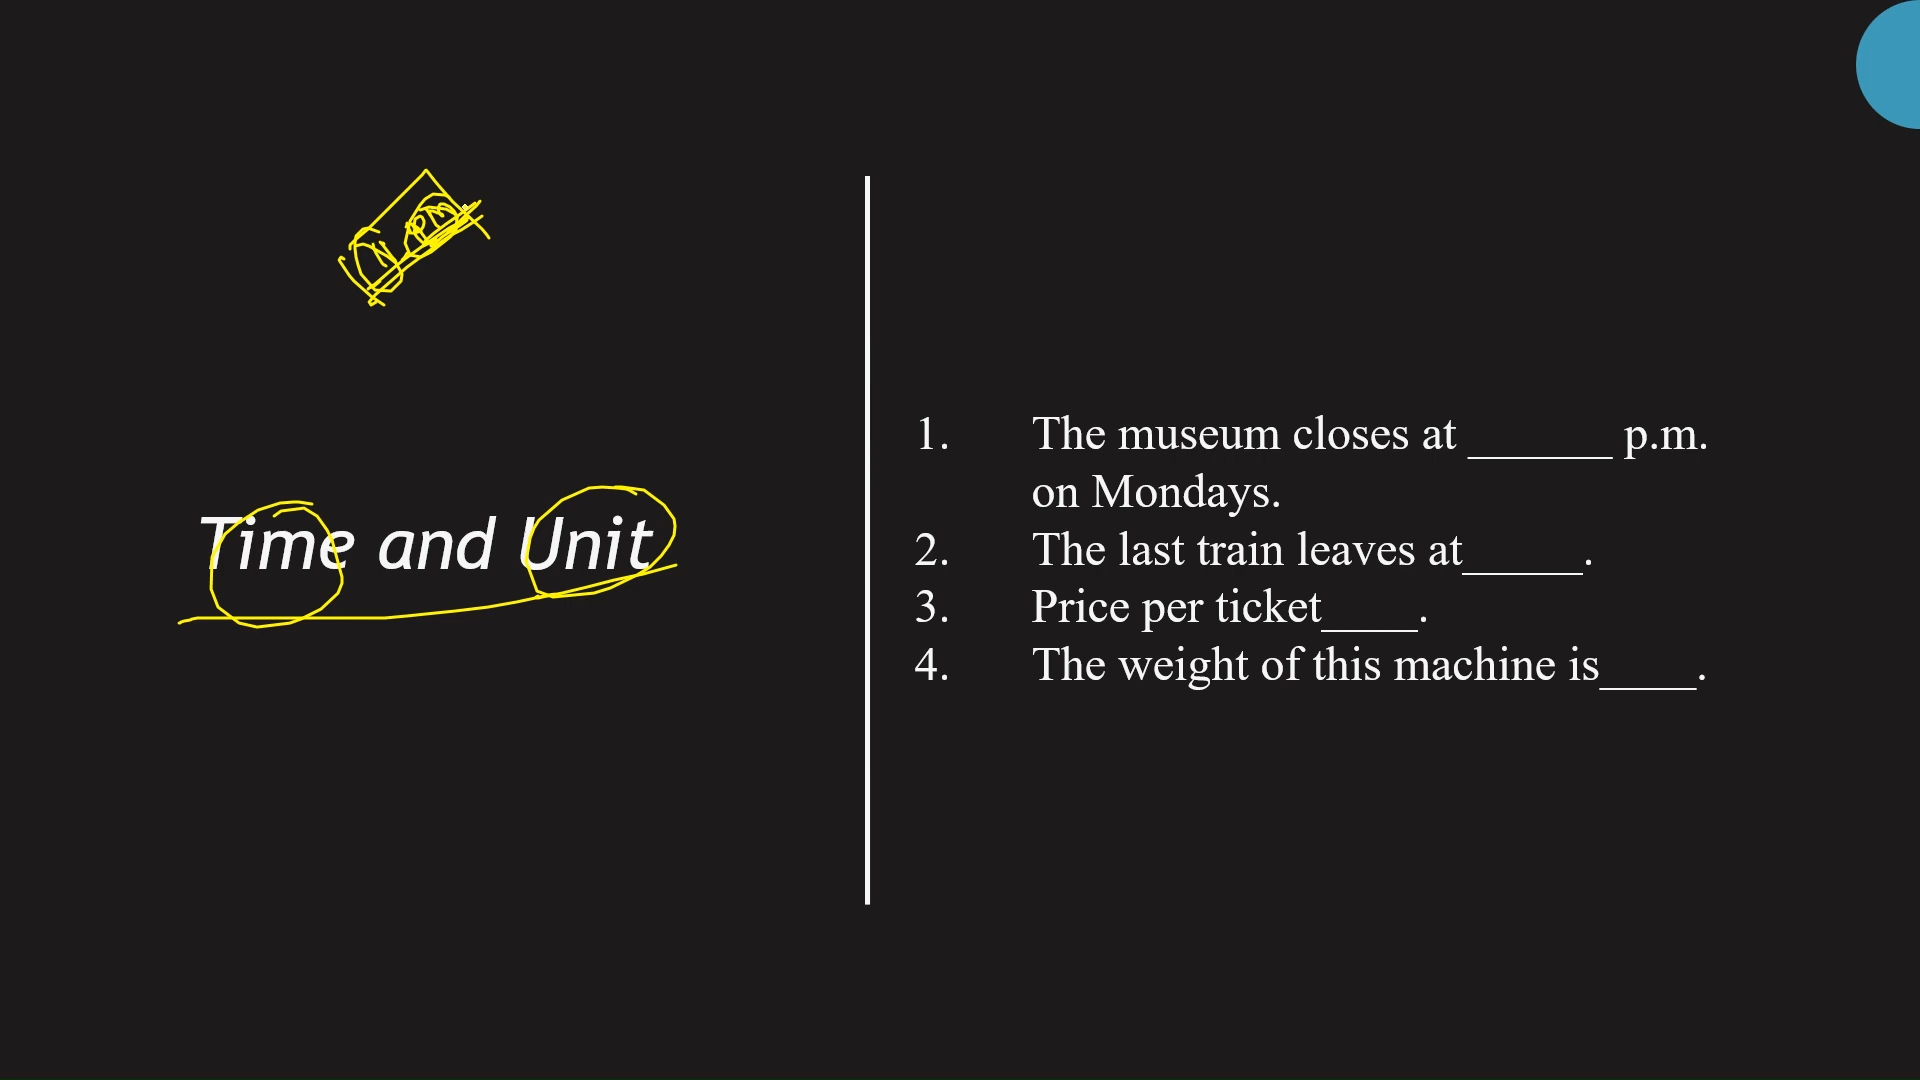 Time and Unit
1. The museum closes at ______ p.m.
on Mondays.
2. The last train leaves at_____.
3. Price per ticket____.
4. The weight of this machine is____.